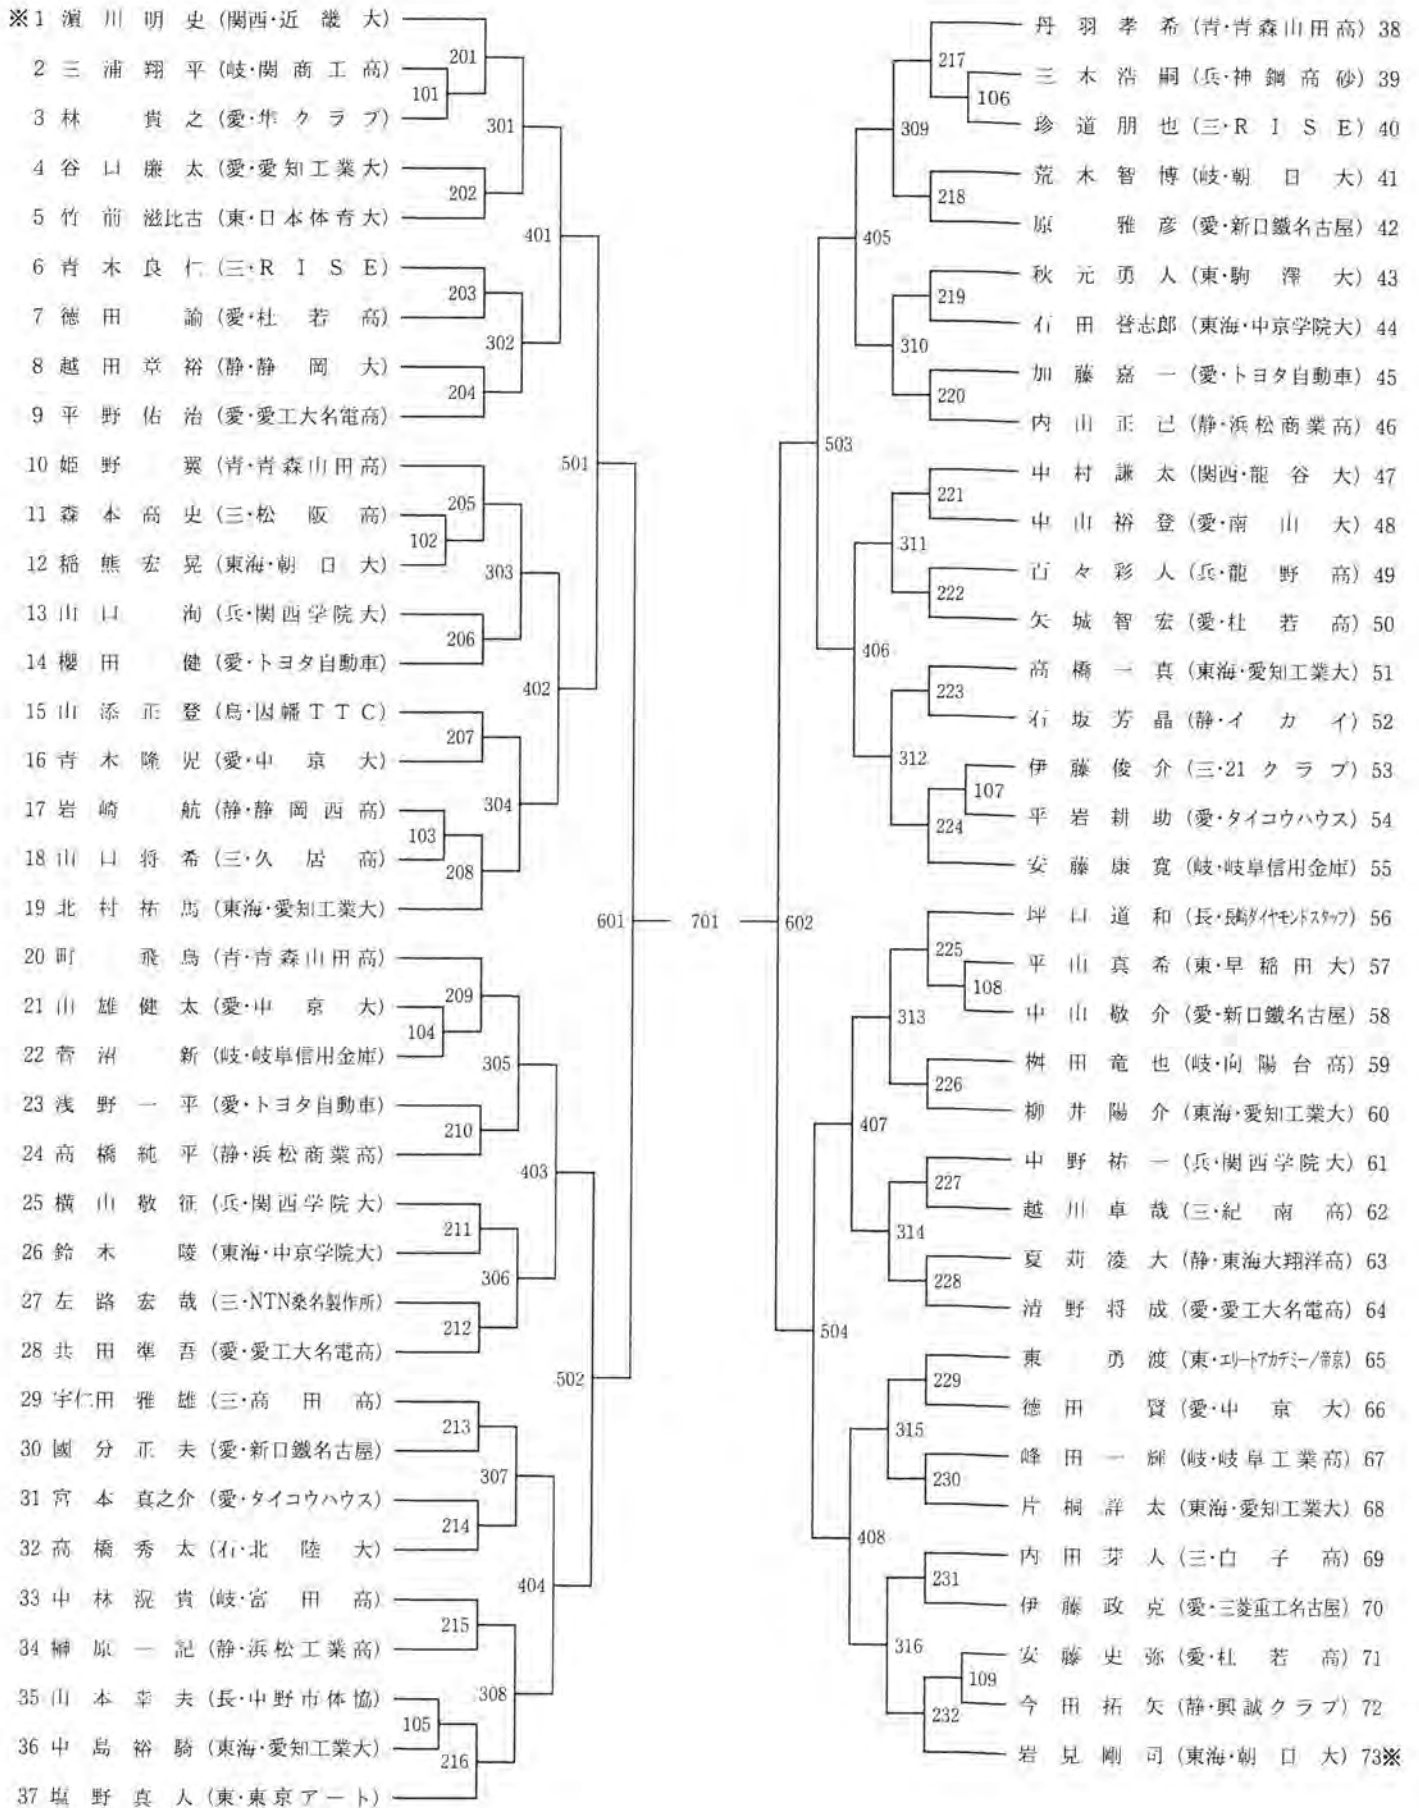 ※1 濵川明史 (関西・近畿大)
2 三浦翔平 (岐・関商工高)
3 林 貴之 (愛・隼クラブ)
4 谷口廉太 (愛・愛知工業大)
5 竹前滋比古 (東・日本体育大)
6 青木良仁 (三・RISE)
7 徳田 諭 (愛・杜若高)
8 越田章裕 (静・静岡大)
9 平野佑治 (愛・愛工大名電高)
10 姫野 翼 (青・青森山田高)
11 森本高史 (三・松阪高)
12 稲熊宏晃 (東海・朝日大)
13 山口 洵 (兵・関西学院大)
14 櫻田 健 (愛・トヨタ自動車)
15 山添正登 (鳥・因幡TTC)
16 青木隆児 (愛・中京大)
17 岩崎 航 (静・静岡西高)
18 山口将希 (三・久居高)
19 北村祐馬 (東海・愛知工業大)
20 町 飛鳥 (青・青森山田高)
21 山雄健太 (愛・中京大)
22 菅沼 新 (岐・岐阜信用金庫)
23 浅野一平 (愛・トヨタ自動車)
24 高橋純平 (静・浜松商業高)
25 横山敬征 (兵・関西学院大)
26 鈴木 陵 (東海・中京学院大)
27 左路宏哉 (三・NTN桑名製作所)
28 共田準吾 (愛・愛工大名電高)
29 宇仁田雅雄 (三・高田高)
30 國分正夫 (愛・新日鐵名古屋)
31 宮本真之介 (愛・タイコウハウス)
32 高橋秀太 (石・北陸大)
33 中林滉貴 (岐・富田高)
34 榊原一記 (静・浜松工業高)
35 山本幸夫 (長・中野市体協)
36 中島裕騎 (東海・愛知工業大)
37 塩野真人 (東・東京アート)
101
102
103
104
105
201
202
203
204
205
206
207
208
209
210
211
212
213
214
215
216
301
302
303
304
305
306
307
308
401
402
403
404
501
502
601
701
602
503
504
405
406
407
408
309
310
311
312
313
314
315
316
217
218
219
220
221
222
223
224
225
226
227
228
229
230
231
232
106
107
108
109
丹羽孝希 (青・青森山田高) 38
三木浩嗣 (兵・神鋼高砂) 39
珍道朋也 (三・RISE) 40
荒木智博 (岐・朝日大) 41
原 雅彦 (愛・新日鐵名古屋) 42
秋元勇人 (東・駒澤大) 43
石田誉志郎 (東海・中京学院大) 44
加藤嘉一 (愛・トヨタ自動車) 45
内山正己 (静・浜松商業高) 46
中村謙太 (関西・龍谷大) 47
中山裕登 (愛・南山大) 48
百々彩人 (兵・龍野高) 49
矢城智宏 (愛・杜若高) 50
高橋一真 (東海・愛知工業大) 51
石坂芳晶 (静・イカイ) 52
伊藤俊介 (三・21クラブ) 53
平岩耕助 (愛・タイコウハウス) 54
安藤康寛 (岐・岐阜信用金庫) 55
坪口道和 (長・長崎ダイヤモンドスタッフ) 56
平山真希 (東・早稲田大) 57
中山敬介 (愛・新日鐵名古屋) 58
桝田竜也 (岐・向陽台高) 59
柳井陽介 (東海・愛知工業大) 60
中野祐一 (兵・関西学院大) 61
越川卓哉 (三・紀南高) 62
夏苅凌大 (静・東海大翔洋高) 63
清野将成 (愛・愛工大名電高) 64
東 勇渡 (東・エリートアカデミー/帝京) 65
徳田 賢 (愛・中京大) 66
峰田一輝 (岐・岐阜工業高) 67
片桐詳太 (東海・愛知工業大) 68
内田芽人 (三・白子高) 69
伊藤政克 (愛・三菱重工名古屋) 70
安藤史弥 (愛・杜若高) 71
今田拓矢 (静・興誠クラブ) 72
岩見剛司 (東海・朝日大) 73※